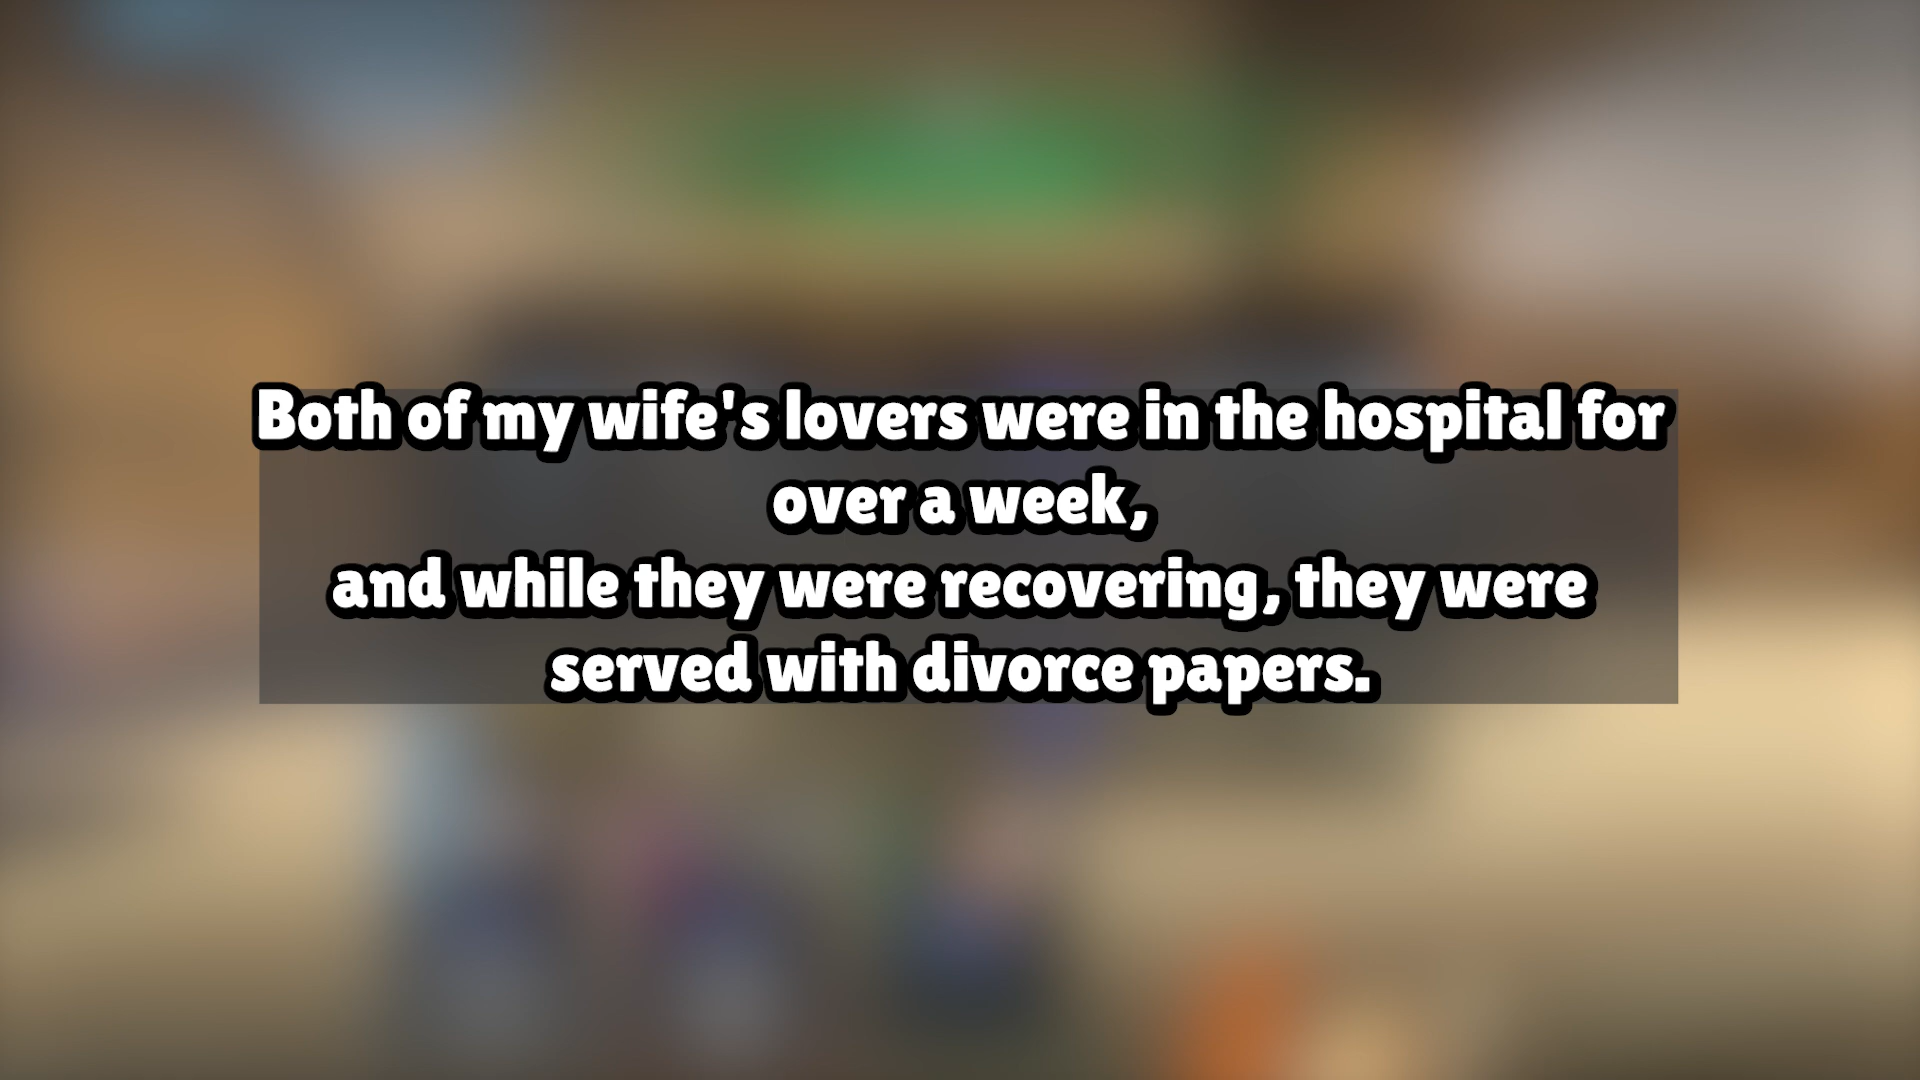 Both of my wife's lovers were in the hospital for
over a week,
and while they were recovering, they were
served with divorce papers.